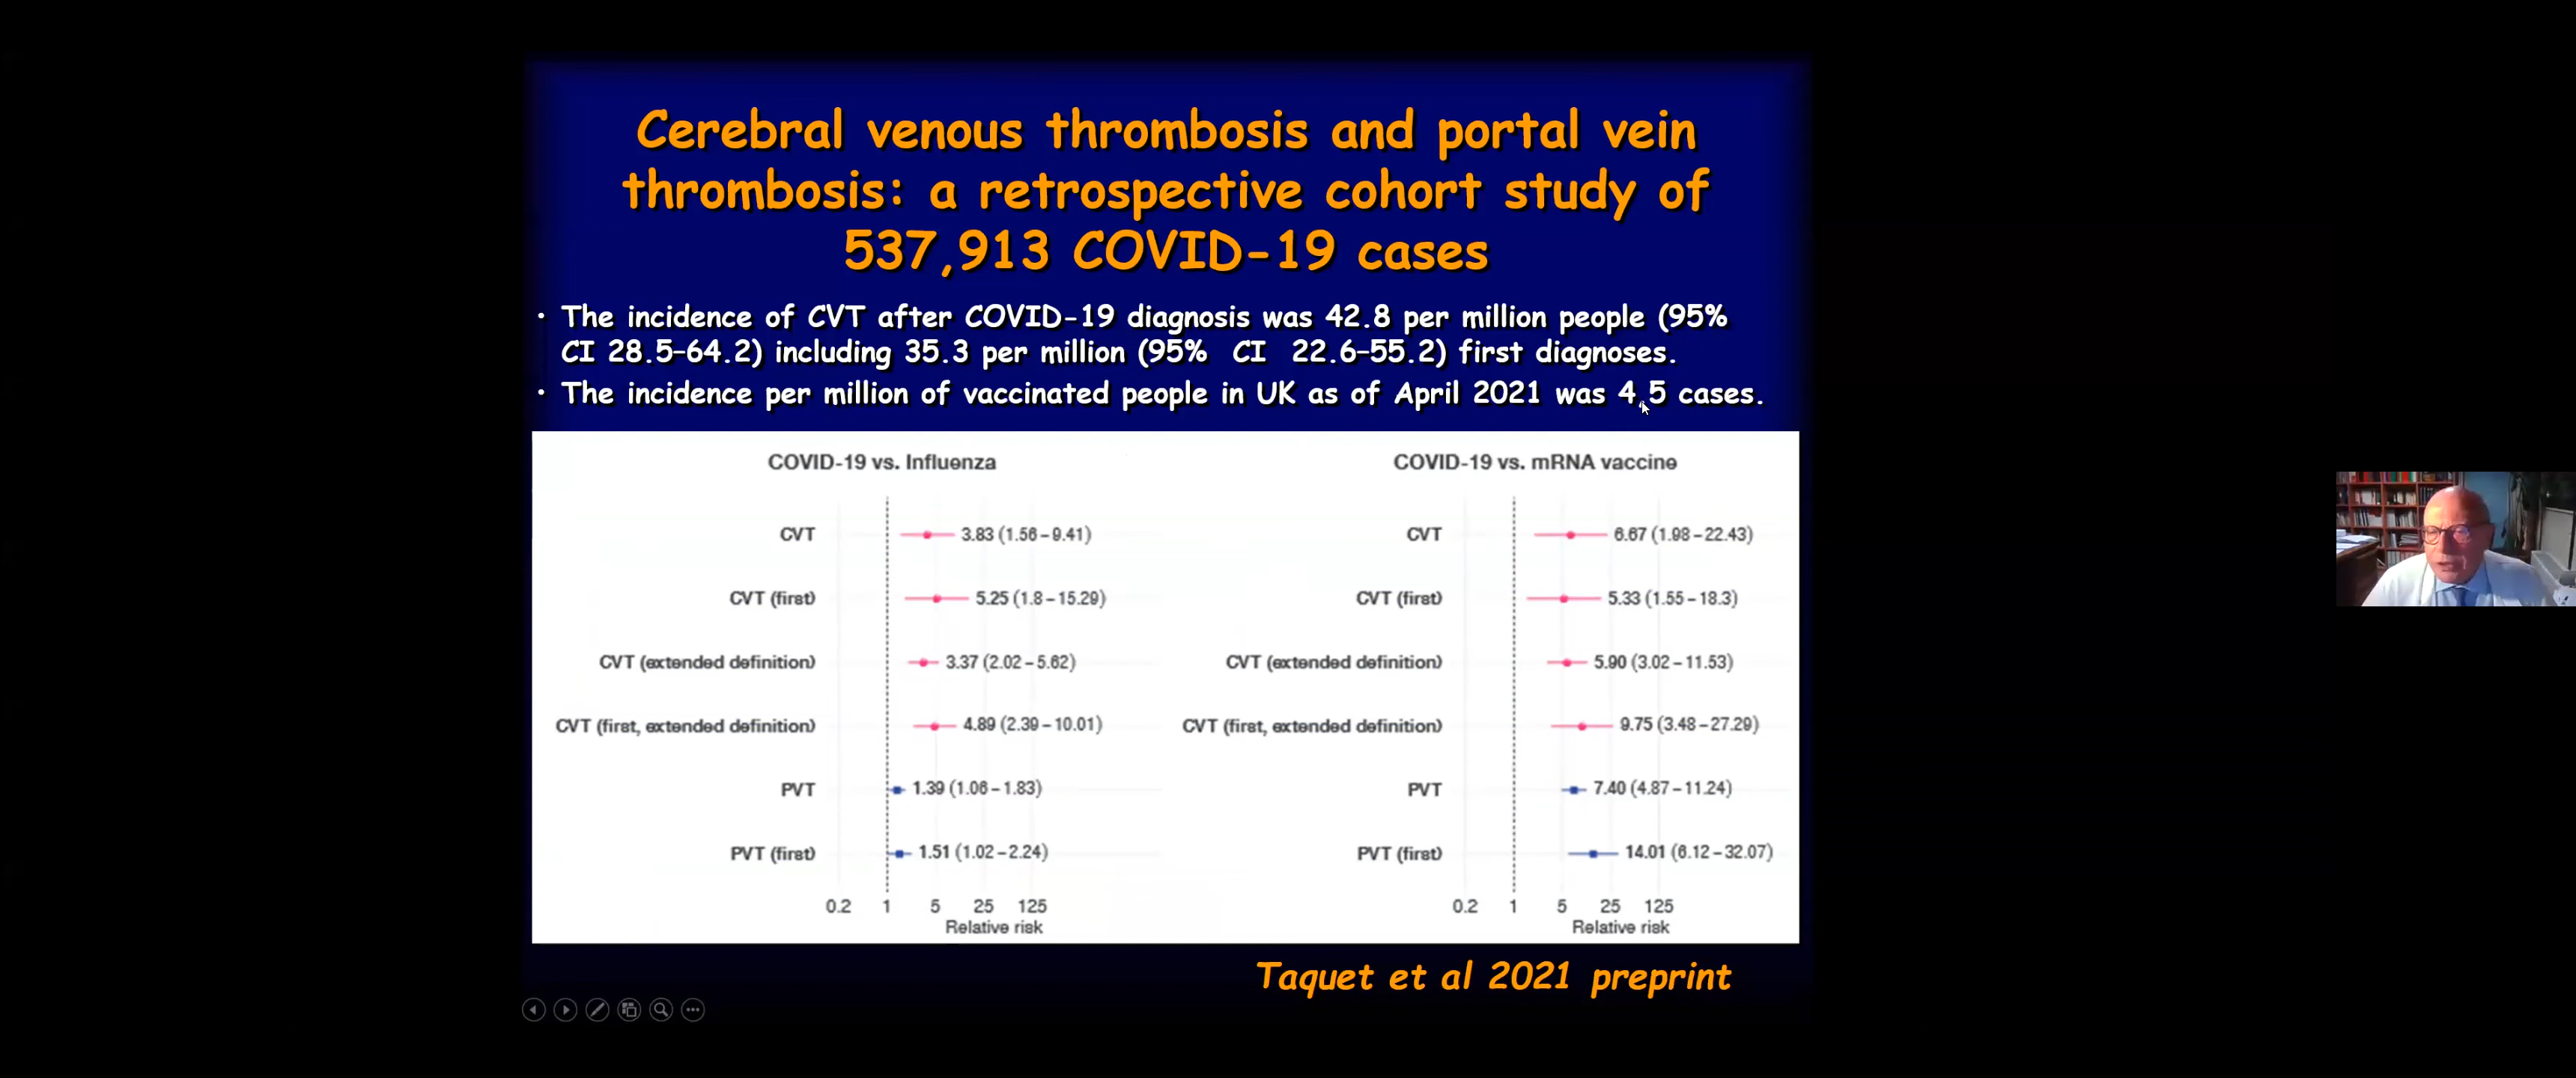 Cerebral venous thrombosis and portal vein
thrombosis: a retrospective cohort study of
537,913 COVID-19 cases
• The incidence of CVT after COVID-19 diagnosis was 42.8 per million people (95%
CI 28.5-64.2) including 35.3 per million (95% CI 22.6-55.2) first diagnoses.
• The incidence per million of vaccinated people in UK as of April 2021 was 4.5 cases.
COVID-19 vs. Influenza
CVT 3.83 (1.56–9.41)
CVT (first) 5.25 (1.8–15.29)
CVT (extended definition) 3.37 (2.02–5.62)
CVT (first, extended definition) 4.89 (2.39–10.01)
PVT 1.39 (1.06–1.83)
PVT (first) 1.51 (1.02–2.24)
0.2 1 5 25 125
Relative risk
COVID-19 vs. mRNA vaccine
CVT 6.67 (1.98–22.43)
CVT (first) 5.33 (1.55–18.3)
CVT (extended definition) 5.90 (3.02–11.53)
CVT (first, extended definition) 9.75 (3.48–27.29)
PVT 7.40 (4.87–11.24)
PVT (first) 14.01 (6.12–32.07)
0.2 1 5 25 125
Relative risk
Taquet et al 2021 preprint